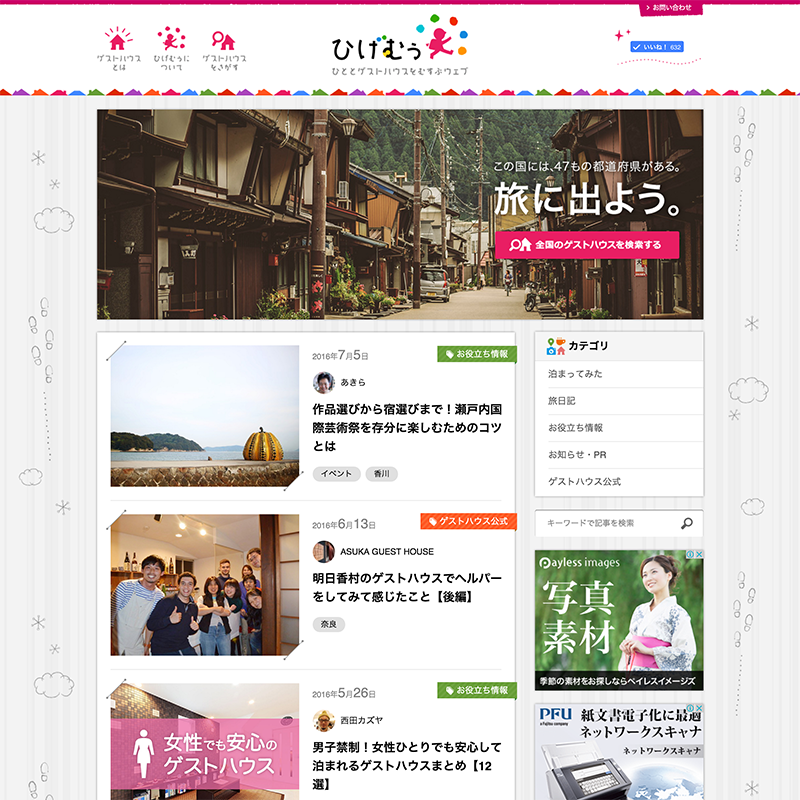 お問い合わせ
ゲストハウス
とは
ひげむぅに
ついて
ゲストハウス
をさがす
ひげむぅ
ひととゲストハウスをむすぶウェブ
いいね！ 632
この国には、47もの都道府県がある。
旅に出よう。
全国のゲストハウスを検索する
2016年7月5日
お役立ち情報
あきら
作品選びから宿選びまで！瀬戸内国
際芸術祭を存分に楽しむためのコツ
とは
イベント
香川
2016年6月13日
ゲストハウス公式
ASUKA GUEST HOUSE
明日香村のゲストハウスでヘルパー
をしてみて感じたこと【後編】
奈良
女性でも安心の
ゲストハウス
2016年5月26日
お役立ち情報
西田カズヤ
男子禁制！女性ひとりでも安心して
泊まれるゲストハウスまとめ【12
選】
カテゴリ
泊まってみた
旅日記
お役立ち情報
お知らせ・PR
ゲストハウス公式
キーワードで記事を検索
Payless images
写真
素材
季節の素材をお探しならペイレスイメージズ
PFU
a Fujitsu company
紙文書電子化に最適
ネットワークスキャナ
ネットワークスキャナ